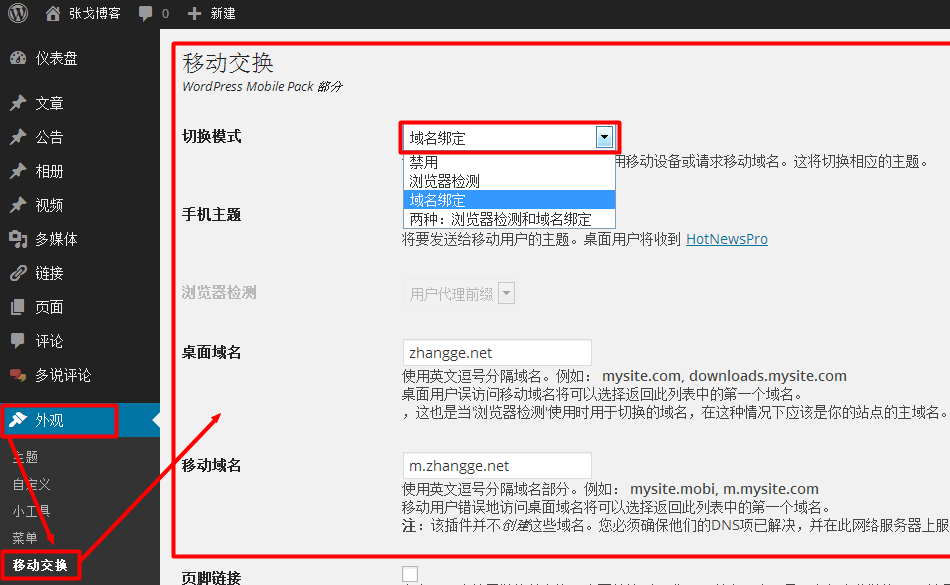 张戈博客 0 新建
仪表盘
文章
公告
相册
视频
多媒体
链接
页面
评论
多说评论
外观
主题
自定义
小工具
菜单
移动交换
移动交换
WordPress Mobile Pack 部分
切换模式
域名绑定
禁用
浏览器检测
域名绑定
两种：浏览器检测和域名绑定
用移动设备或请求移动域名。这将切换相应的主题。
手机主题
将要发送给移动用户的主题。桌面用户将收到 HotNewsPro
浏览器检测
用户代理前缀
桌面域名
zhangge.net
使用英文逗号分隔域名。例如： mysite.com, downloads.mysite.com
桌面用户误访问移动域名将可以选择返回此列表中的第一个域名。
，这也是当'浏览器检测'使用时用于切换的域名，在这种情况下应该是你的站点的主域名。
移动域名
m.zhangge.net
使用英文逗号分隔域名部分。例如： mysite.mobi, m.mysite.com
移动用户错误地访问桌面域名将可以选择返回此列表中的第一个域名。
注：该插件并不创建这些域名。您必须确保他们的DNS项已解决，并在此网络服务器上服
页脚链接